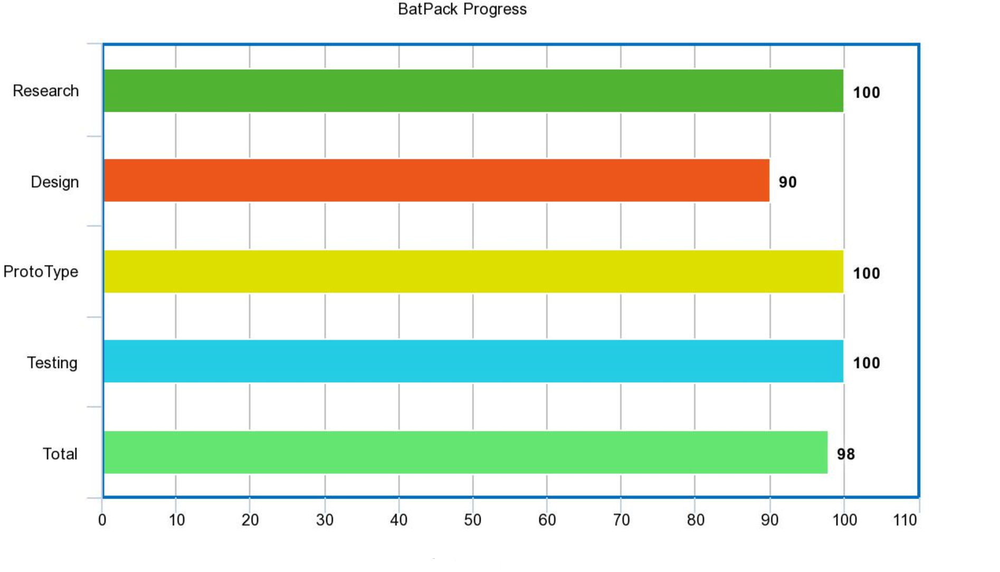 BatPack Progress
Research
100
Design
90
ProtoType
100
Testing
100
Total
98
0 10 20 30 40 50 60 70 80 90 100 110